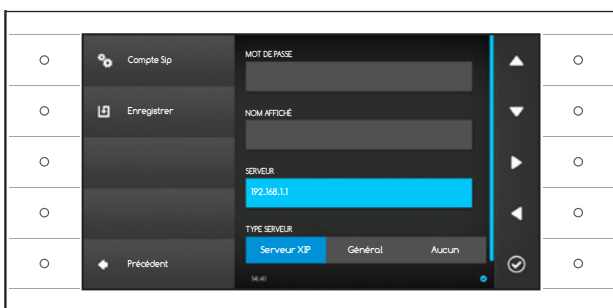 Compte Sip
Enregistrer
Précédent
MOT DE PASSE
NOM AFFICHÉ
SERVEUR
192.168.1.1
TYPE SERVEUR
Serveur XIP Général Aucun
14:41